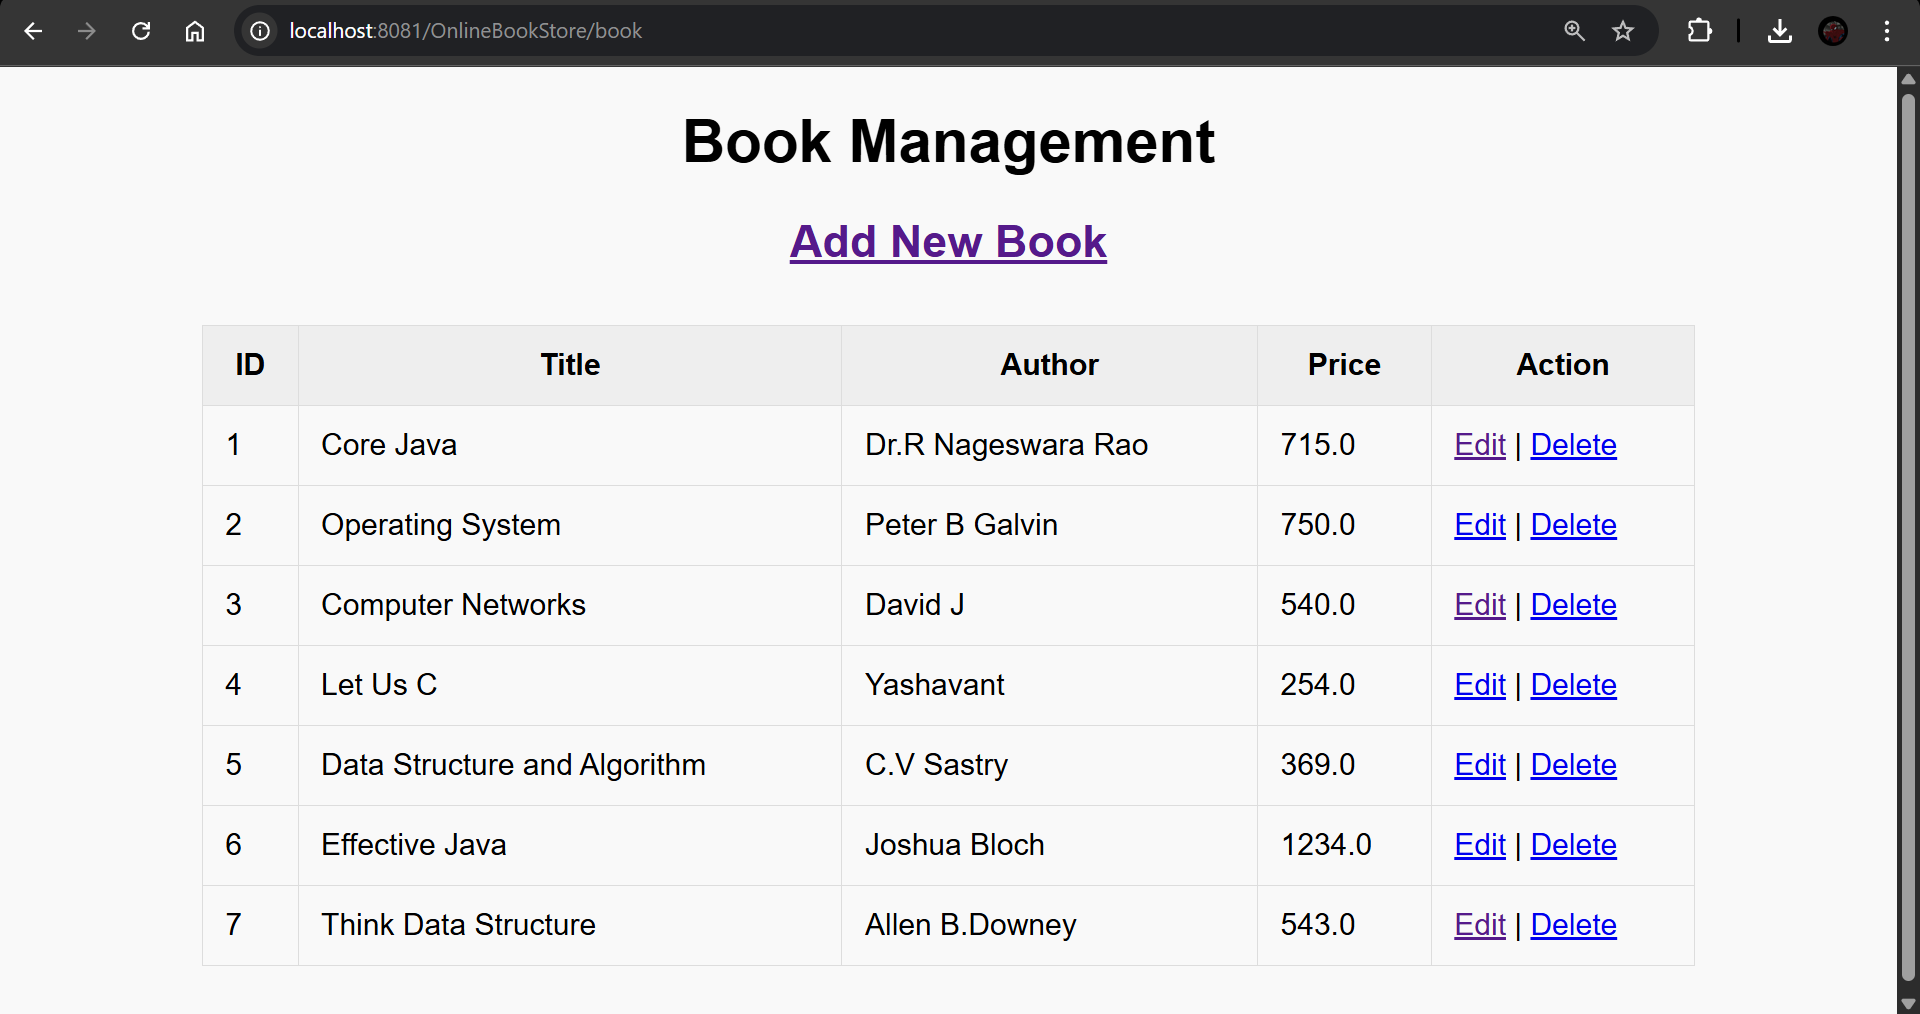 localhost:8081/OnlineBookStore/book
Book Management
Add New Book
ID Title Author Price Action
1 Core Java Dr.R Nageswara Rao 715.0 Edit | Delete
2 Operating System Peter B Galvin 750.0 Edit | Delete
3 Computer Networks David J 540.0 Edit | Delete
4 Let Us C Yashavant 254.0 Edit | Delete
5 Data Structure and Algorithm C.V Sastry 369.0 Edit | Delete
6 Effective Java Joshua Bloch 1234.0 Edit | Delete
7 Think Data Structure Allen B.Downey 543.0 Edit | Delete